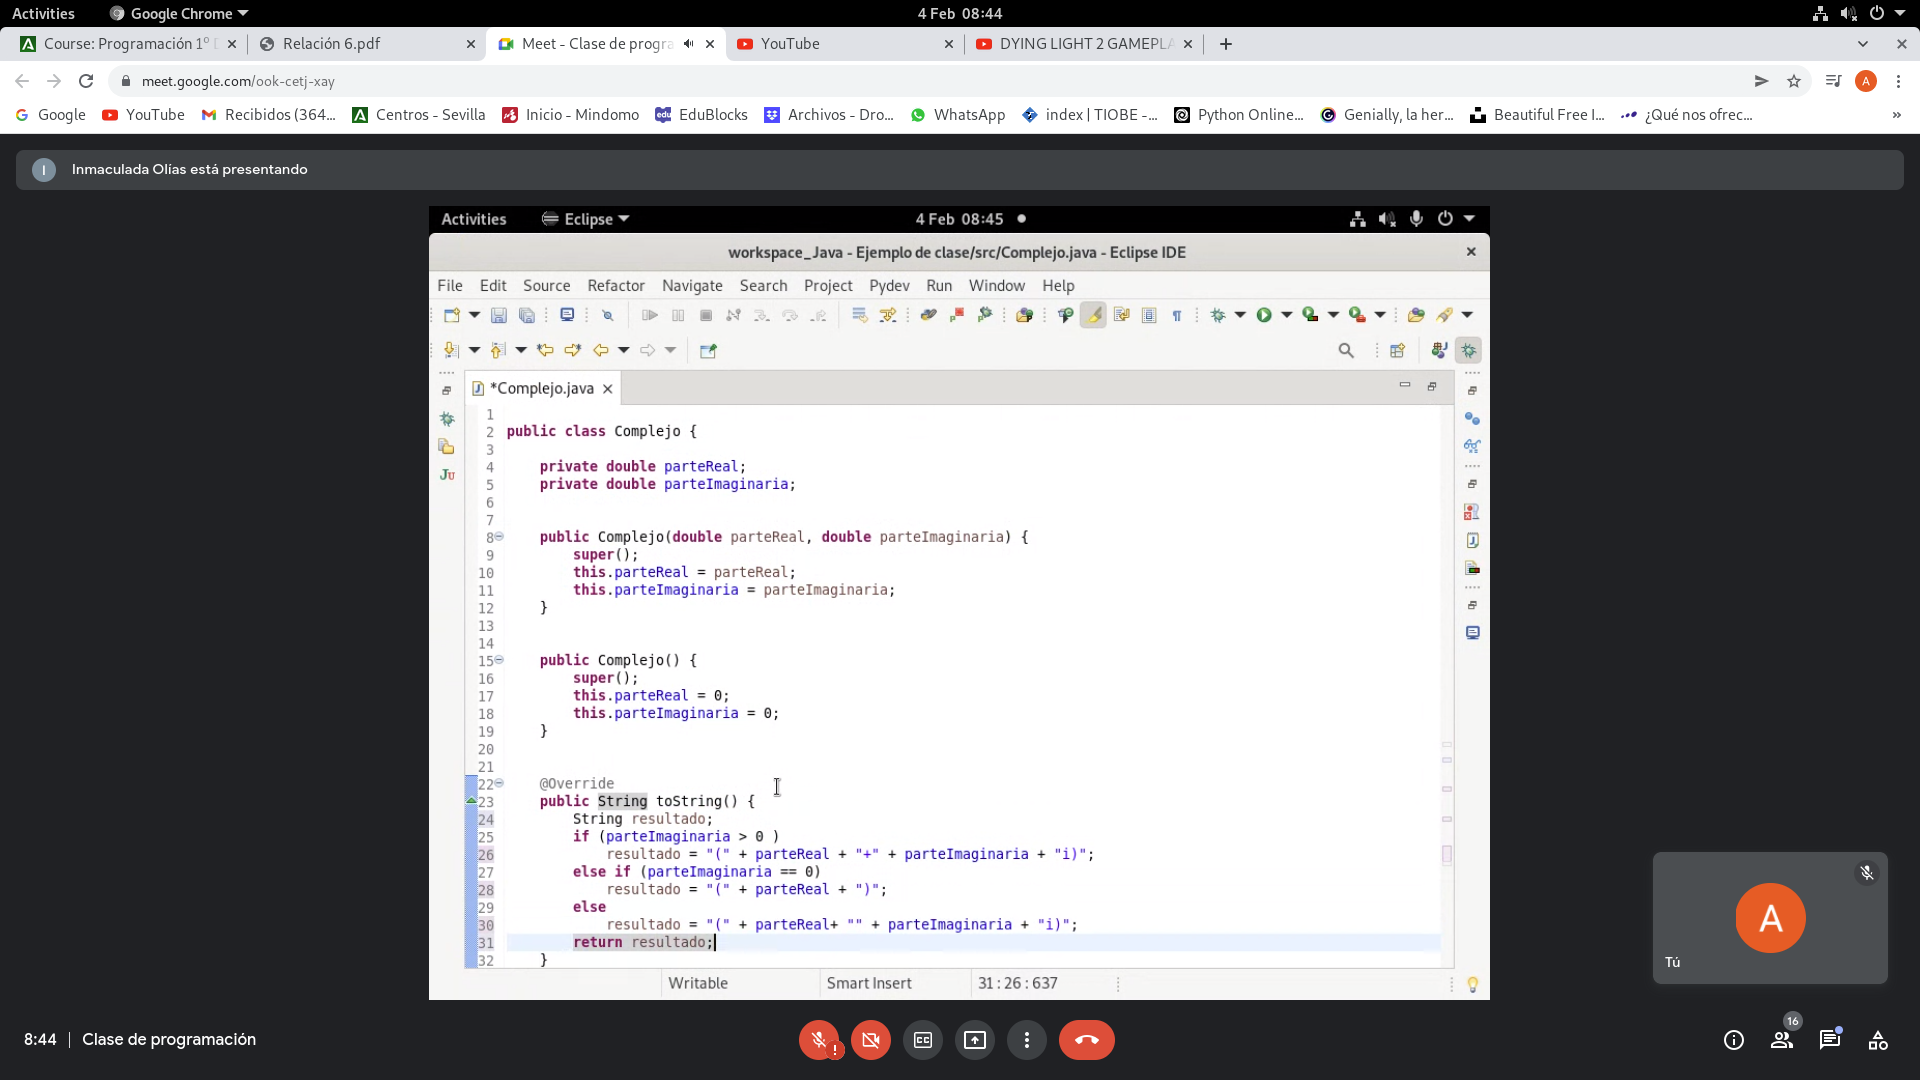 Activities Google Chrome 4 Feb 08:44
Course: Programación 1º Relación 6.pdf Meet - Clase de progra YouTube DYING LIGHT 2 GAMEPLA
meet.google.com/ook-cetj-xay A
Google YouTube Recibidos (364... Centros - Sevilla Inicio - Mindomo EduBlocks Archivos - Dro... WhatsApp index | TIOBE -... Python Online... Genially, la her... Beautiful Free I... ¿Qué nos ofrec... »
I Inmaculada Olías está presentando
Activities Eclipse 4 Feb 08:45
workspace_Java - Ejemplo de clase/src/Complejo.java - Eclipse IDE
File Edit Source Refactor Navigate Search Project Pydev Run Window Help
*Complejo.java
1
2 public class Complejo {
3
4 private double parteReal;
5 private double parteImaginaria;
6
7
8 public Complejo(double parteReal, double parteImaginaria) {
9 super();
10 this.parteReal = parteReal;
11 this.parteImaginaria = parteImaginaria;
12 }
13
14
15 public Complejo() {
16 super();
17 this.parteReal = 0;
18 this.parteImaginaria = 0;
19 }
20
21
22 @Override
23 public String toString() {
24 String resultado;
25 if (parteImaginaria > 0 )
26 resultado = "(" + parteReal + "+" + parteImaginaria + "i)";
27 else if (parteImaginaria == 0)
28 resultado = "(" + parteReal + ")";
29 else
30 resultado = "(" + parteReal+ "" + parteImaginaria + "i)";
31 return resultado;
32 }
Writable Smart Insert 31 : 26 : 637
A
Tú
8:44 | Clase de programación 16